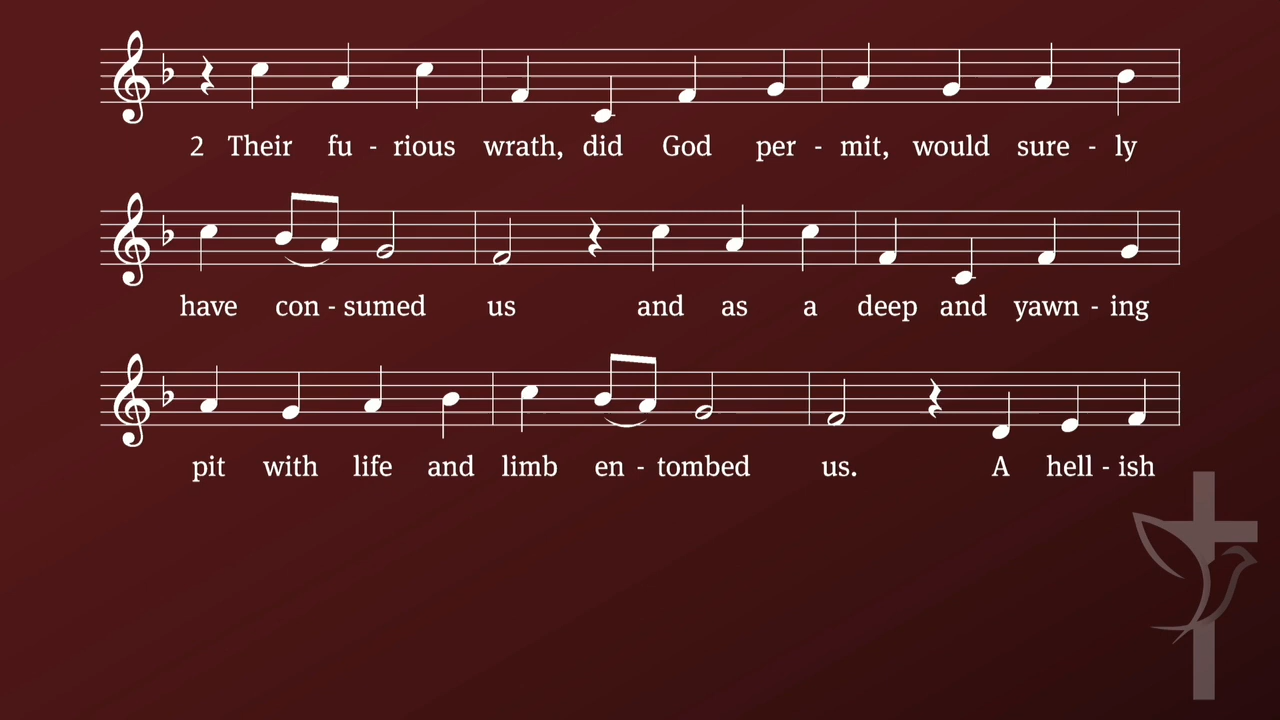 2 Their fu - rious wrath, did God per - mit, would sure - ly
have con - sumed us and as a deep and yawn - ing
pit with life and limb en - tombed us. A hell - ish